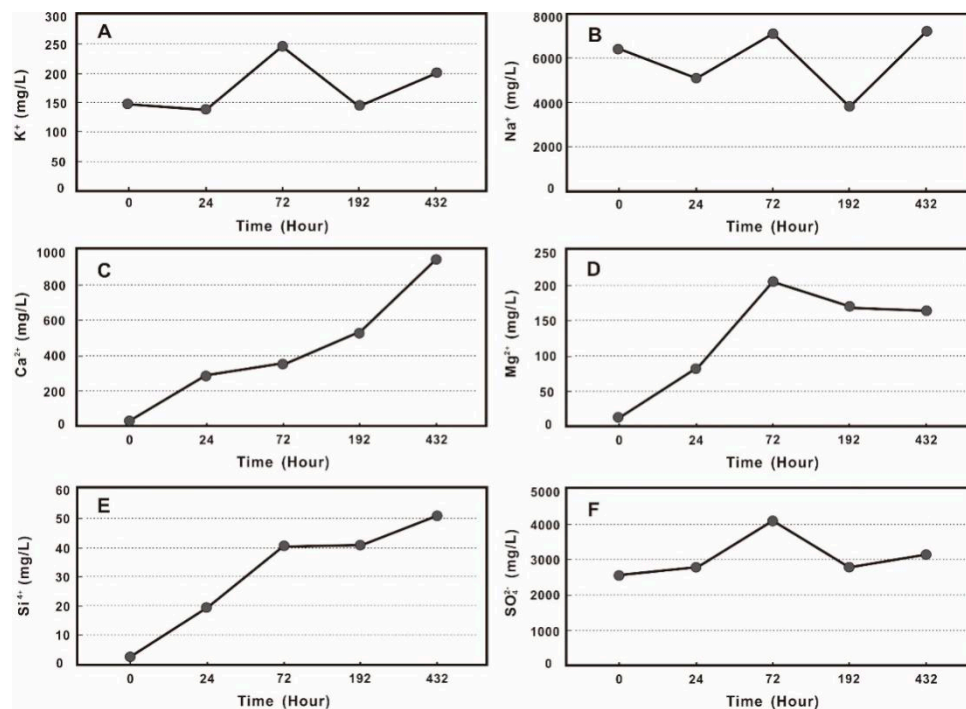 A
K⁺ (mg/L)
300
250
200
150
100
50
0
0 24 72 192 432
Time (Hour)
B
Na⁺ (mg/L)
8000
6000
4000
2000
0
0 24 72 192 432
Time (Hour)
C
Ca²⁺ (mg/L)
1000
800
600
400
200
0
0 24 72 192 432
Time (Hour)
D
Mg²⁺ (mg/L)
250
200
150
100
50
0
0 24 72 192 432
Time (Hour)
E
Si⁴⁺ (mg/L)
60
50
40
30
20
10
0
0 24 72 192 432
Time (Hour)
F
SO₄²⁻ (mg/L)
5000
4000
3000
2000
1000
0
0 24 72 192 432
Time (Hour)